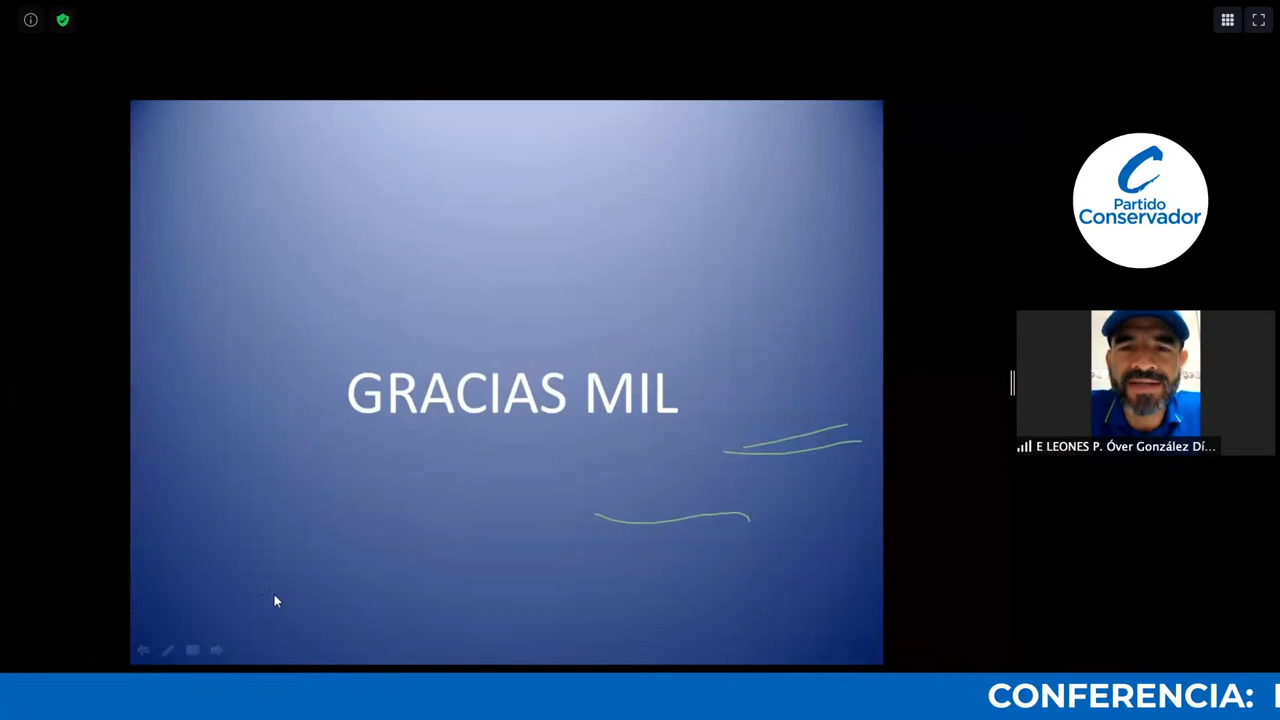 GRACIAS MIL
Partido
Conservador
E LEONES P. Óver González Dí...
CONFERENCIA: